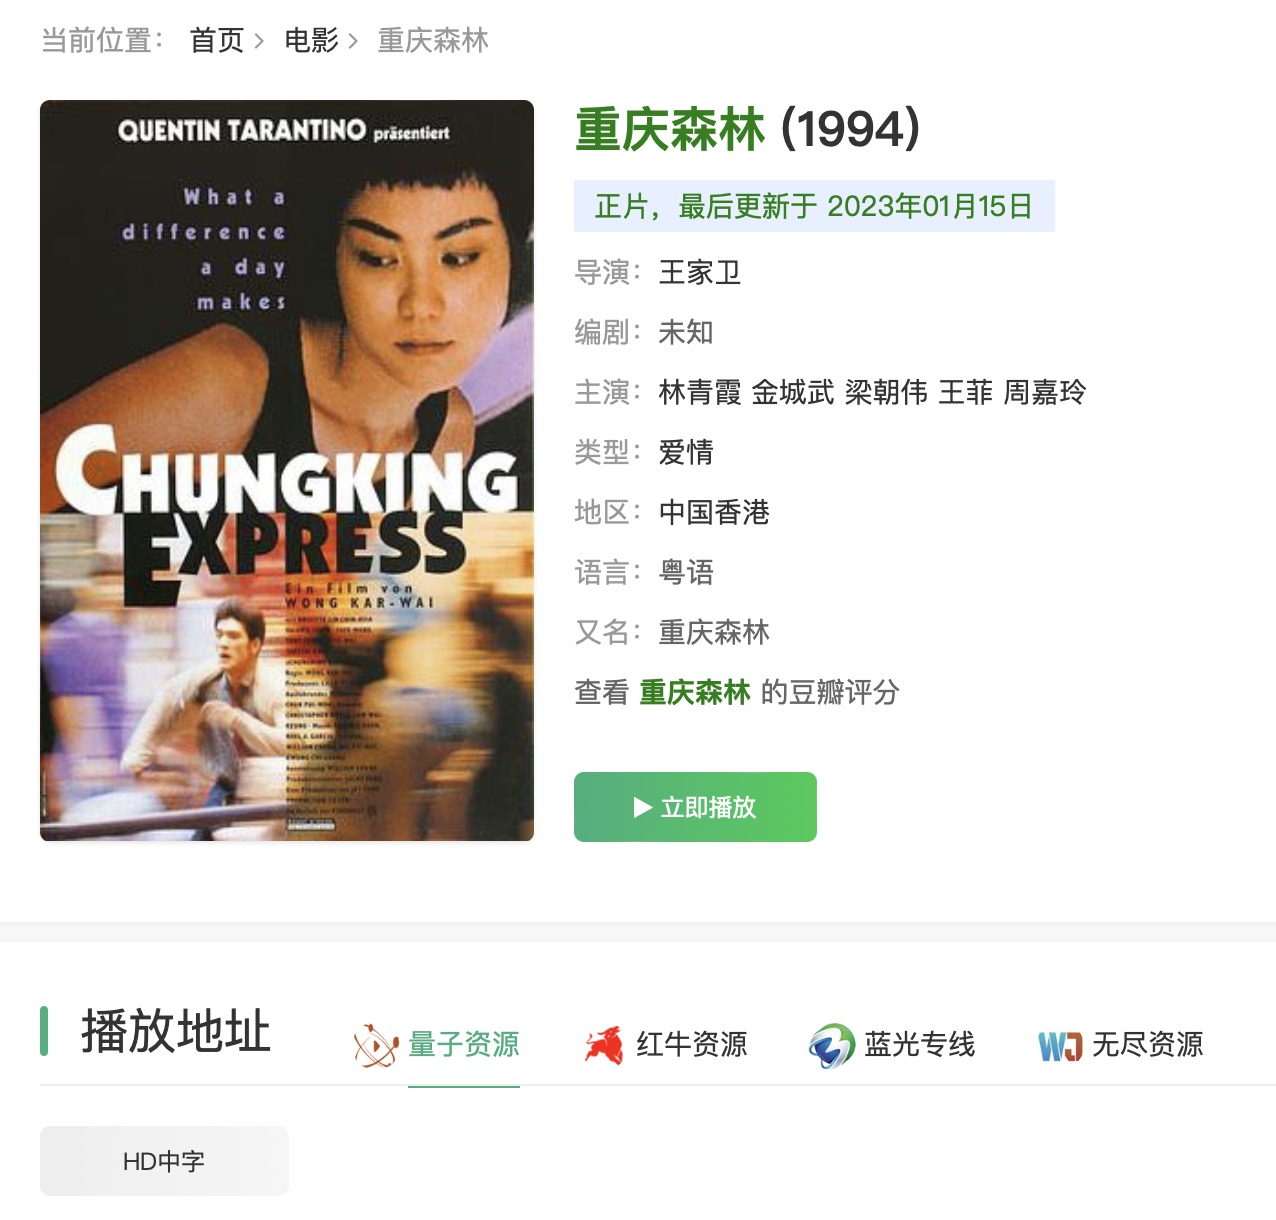 当前位置： 首页 > 电影 > 重庆森林
QUENTIN TARANTINO präsentiert
What a
difference
a day
makes
CHUNGKING
EXPRESS
Ein Film von
WONG KAR-WAI
重庆森林 (1994)
正片，最后更新于 2023年01月15日
导演： 王家卫
编剧： 未知
主演： 林青霞 金城武 梁朝伟 王菲 周嘉玲
类型： 爱情
地区： 中国香港
语言： 粤语
又名： 重庆森林
查看 重庆森林 的豆瓣评分
立即播放
播放地址
量子资源
红牛资源
蓝光专线
WJ 无尽资源
HD中字